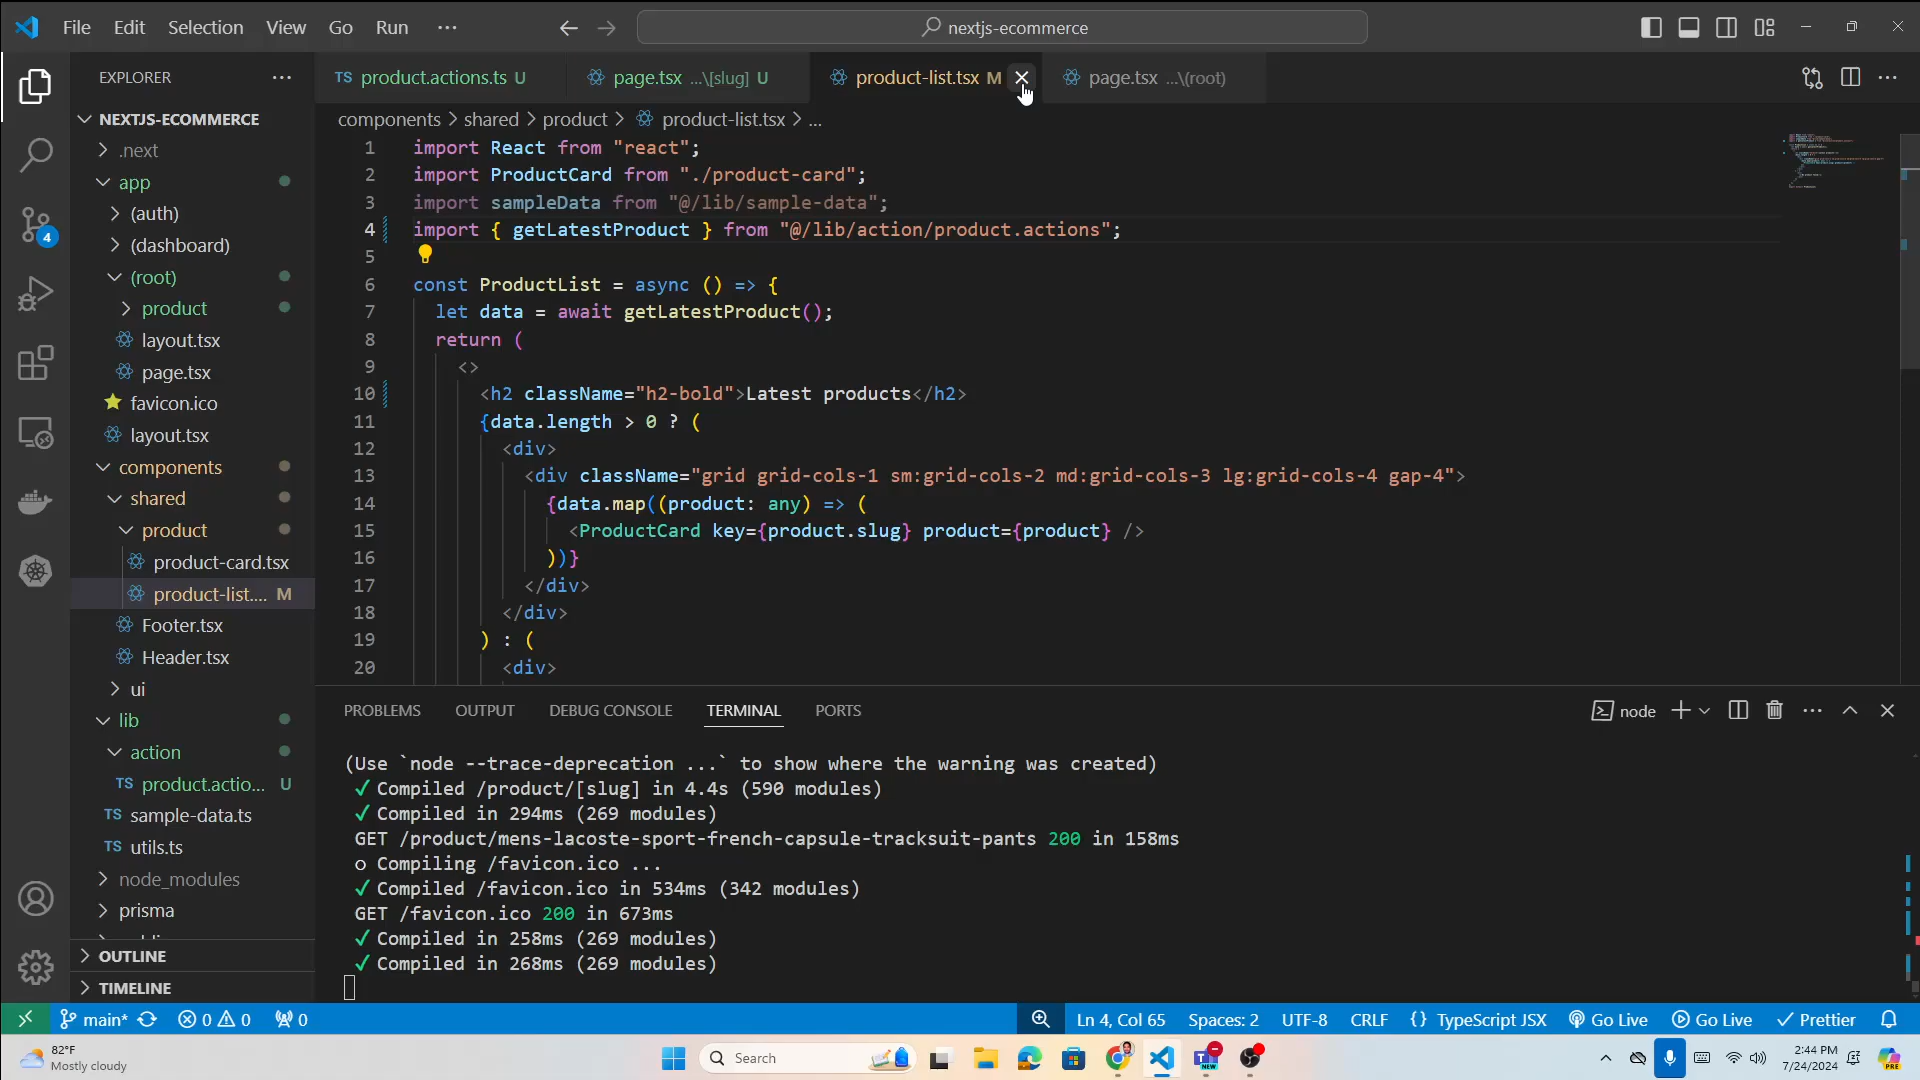 File Edit Selection View Go Run ...
nextjs-ecommerce
EXPLORER ...
TS product.actions.ts U
page.tsx ...\[slug] U
product-list.tsx M
page.tsx ...\(root)
components > shared > product > product-list.tsx > ...
NEXTJS-ECOMMERCE
.next
app
(auth)
(dashboard)
(root)
product
layout.tsx
page.tsx
favicon.ico
layout.tsx
components
shared
product
product-card.tsx
product-list.... M
Footer.tsx
Header.tsx
ui
lib
action
TS product.actio... U
TS sample-data.ts
TS utils.ts
node_modules
prisma
OUTLINE
TIMELINE
4
1 import React from "react";
2 import ProductCard from "./product-card";
3 import sampleData from "@/lib/sample-data";
4 import { getLatestProduct } from "@/lib/action/product.actions";
5
6 const ProductList = async () => {
7 let data = await getLatestProduct();
8 return (
9 <>
10 <h2 className="h2-bold">Latest products</h2>
11 {data.length > 0 ? (
12 <div>
13 <div className="grid grid-cols-1 sm:grid-cols-2 md:grid-cols-3 lg:grid-cols-4 gap-4">
14 {data.map((product: any) => (
15 <ProductCard key={product.slug} product={product} />
16 ))}
17 </div>
18 </div>
19 ) : (
20 <div>
PROBLEMS OUTPUT DEBUG CONSOLE TERMINAL PORTS
node
(Use `node --trace-deprecation ...` to show where the warning was created)
✓ Compiled /product/[slug] in 4.4s (590 modules)
✓ Compiled in 294ms (269 modules)
GET /product/mens-lacoste-sport-french-capsule-tracksuit-pants 200 in 158ms
○ Compiling /favicon.ico ...
✓ Compiled /favicon.ico in 534ms (342 modules)
GET /favicon.ico 200 in 673ms
✓ Compiled in 258ms (269 modules)
✓ Compiled in 268ms (269 modules)
main* 0 0 0
Ln 4, Col 65 Spaces: 2 UTF-8 CRLF {} TypeScript JSX Go Live Go Live Prettier
82°F
Mostly cloudy
Search
NEW
2:44 PM
7/24/2024
PRE